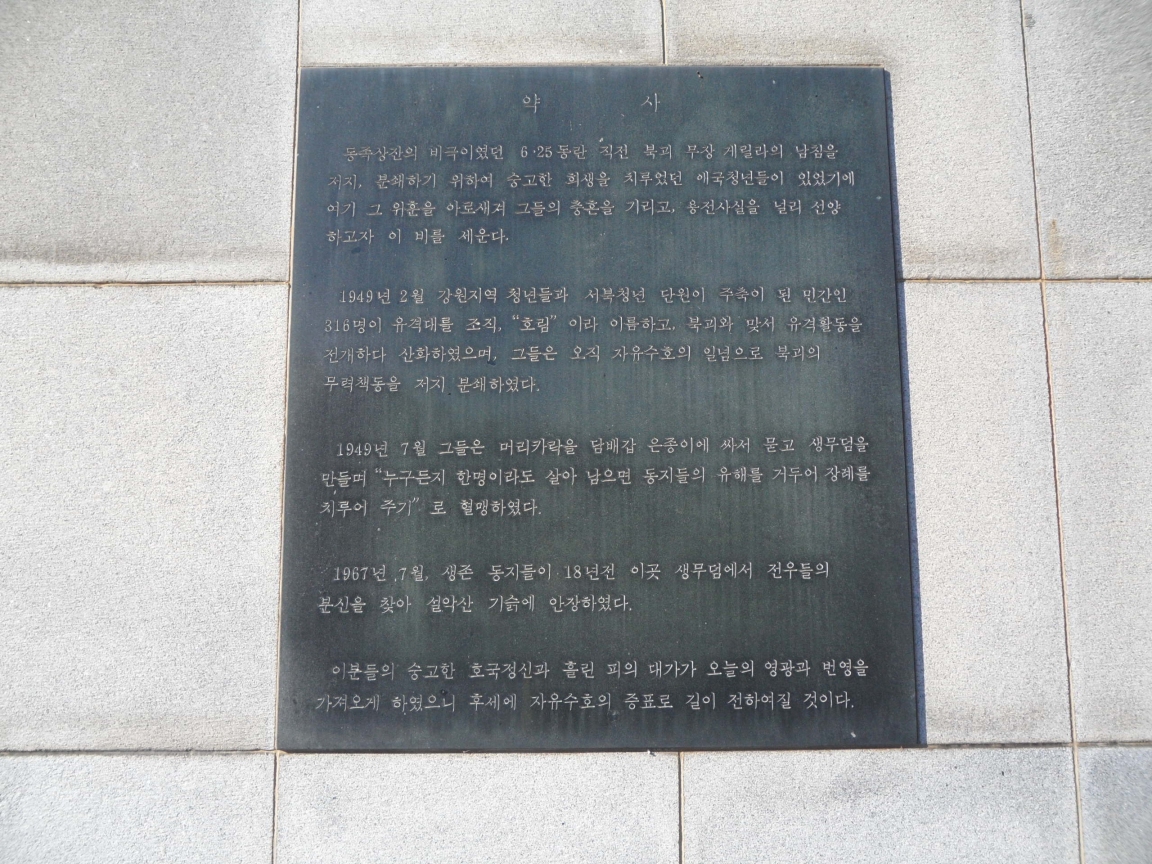 약 사
동족상잔의 비극이였던 6·25동란 직전 북괴 무장 게릴라의 남침을
저지, 분쇄하기 위하여 숭고한 희생을 치루었던 애국청년들이 있었기에
여기 그 위훈을 아로새겨 그들의 충혼을 기리고, 용전사실을 널리 선양
하고자 이 비를 세운다.
1949년 2월 강원지역 청년들과 서북청년 단원이 주축이 된 민간인
316명이 유격대를 조직, “호림” 이라 이름하고, 북괴와 맞서 유격활동을
전개하다 산화하였으며, 그들은 오직 자유수호의 일념으로 북괴의
무력책동을 저지 분쇄하였다.
1949년 7월 그들은 머리카락을 담배갑 은종이에 싸서 묻고 생무덤을
만들며 “누구든지 한명이라도 살아 남으면 동지들의 유해를 거두어 장례를
치루어 주기” 로 혈맹하였다.
1967년 7월, 생존 동지들이 18년전 이곳 생무덤에서 전우들의
분신을 찾아 설악산 기슭에 안장하였다.
이분들의 숭고한 호국정신과 흘린 피의 대가가 오늘의 영광과 번영을
가져오게 하였으니 후세에 자유수호의 증표로 길이 전하여질 것이다.